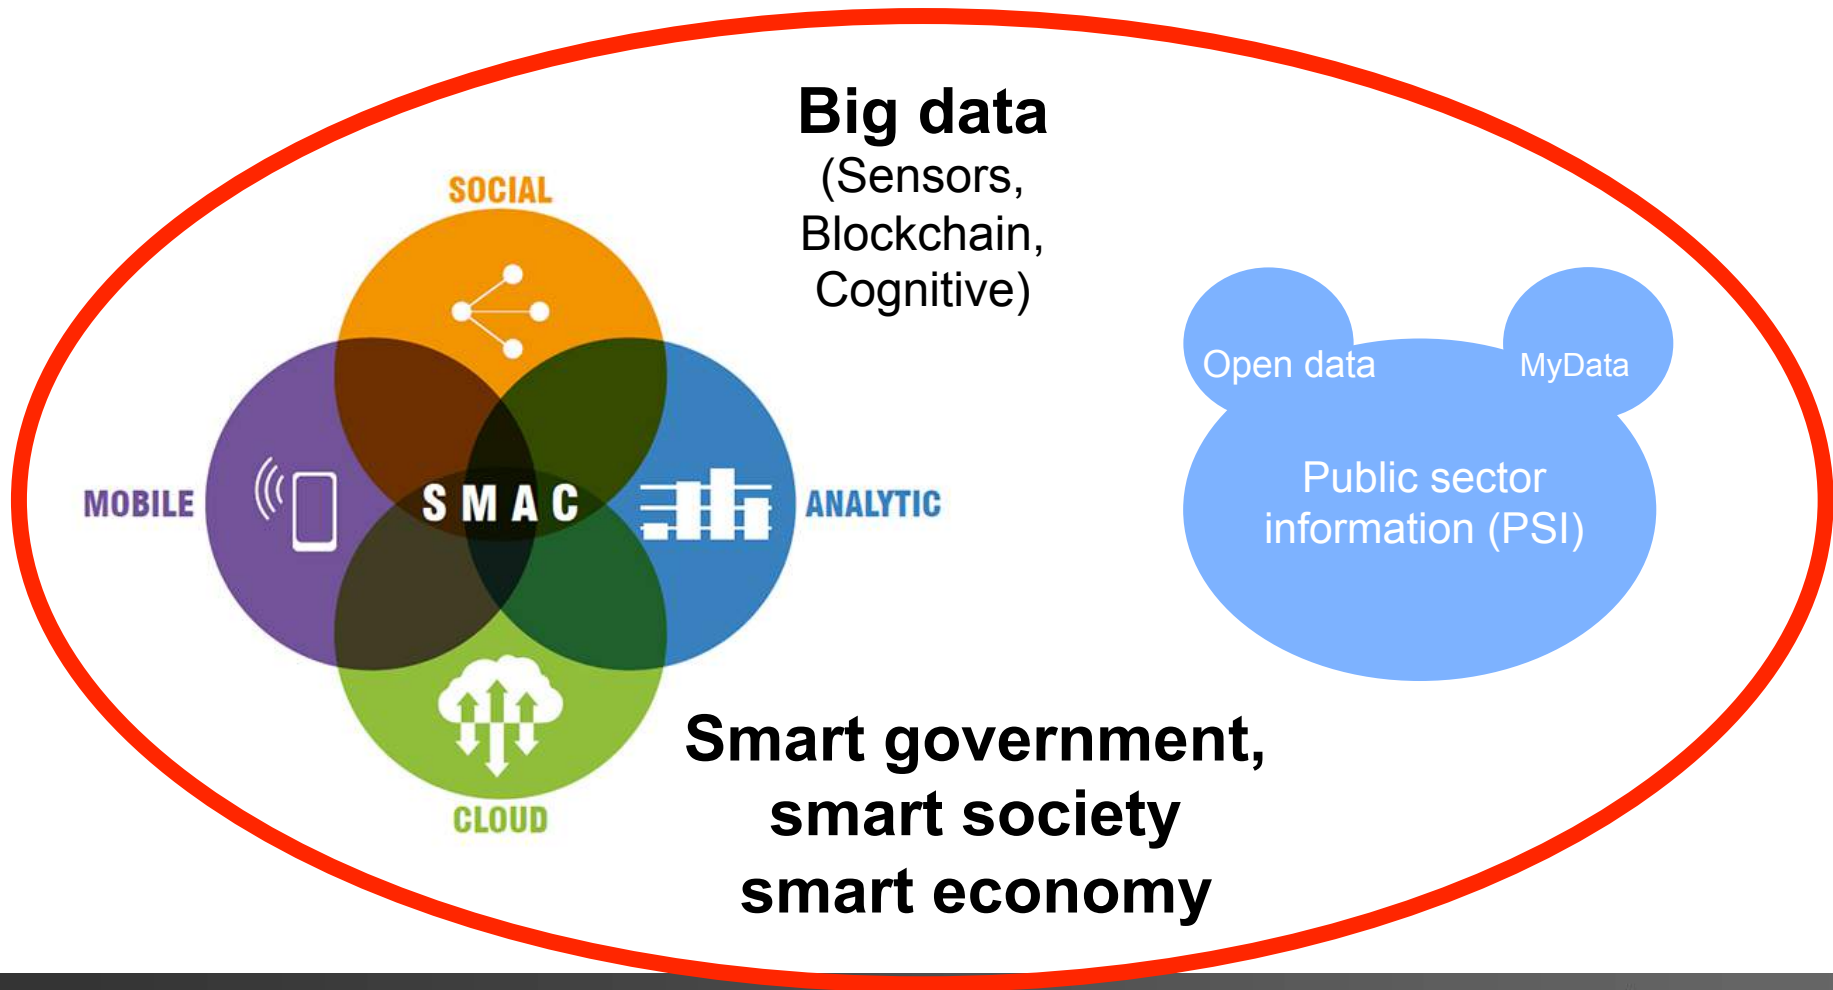 Big data
(Sensors,
Blockchain,
Cognitive)
SOCIAL
MOBILE
S M A C
ANALYTIC
CLOUD
Open data
MyData
Public sector
information (PSI)
Smart government,
smart society
smart economy